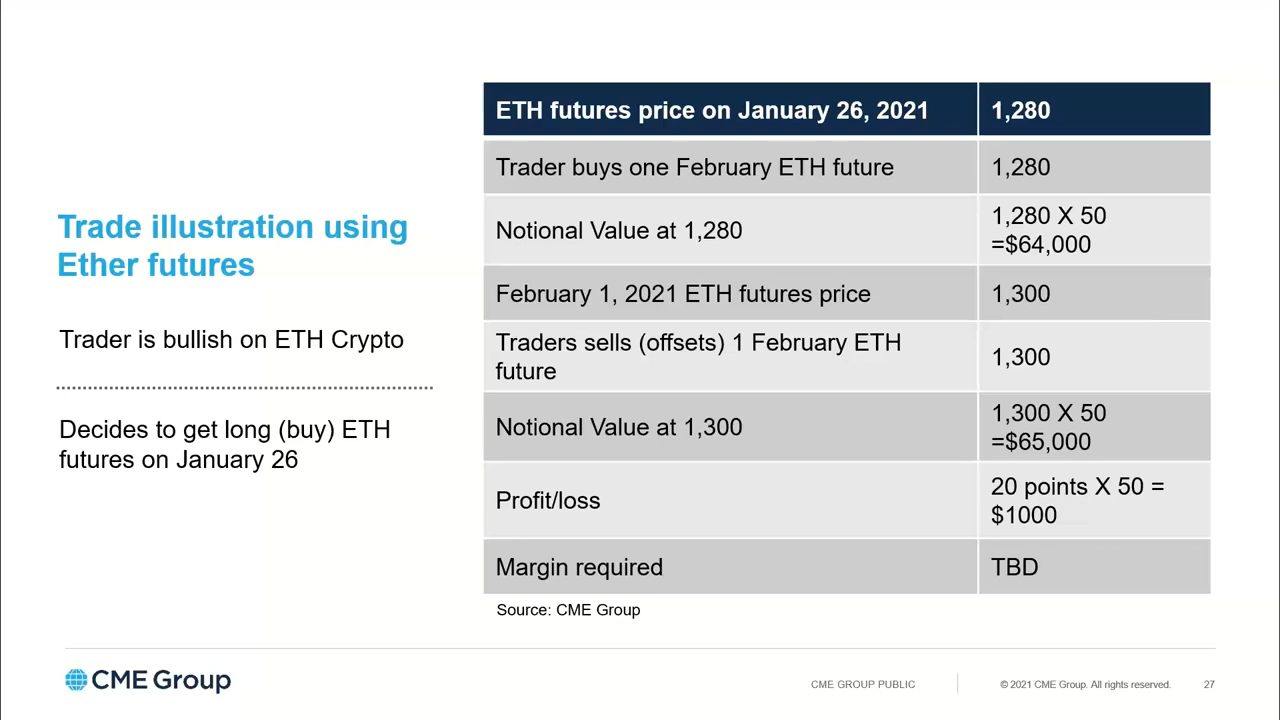 Trade illustration using
Ether futures
Trader is bullish on ETH Crypto
Decides to get long (buy) ETH
futures on January 26
ETH futures price on January 26, 2021 1,280
Trader buys one February ETH future 1,280
Notional Value at 1,280 1,280 X 50
=$64,000
February 1, 2021 ETH futures price 1,300
Traders sells (offsets) 1 February ETH
future 1,300
Notional Value at 1,300 1,300 X 50
=$65,000
Profit/loss 20 points X 50 =
$1000
Margin required TBD
Source: CME Group
CME Group
CME GROUP PUBLIC
© 2021 CME Group. All rights reserved.
27